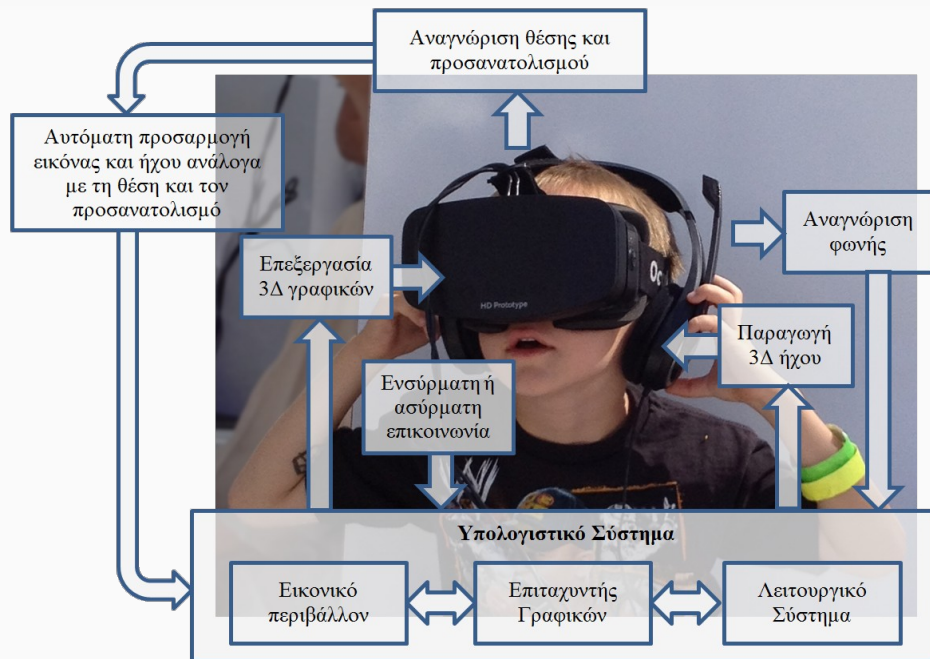 Αναγνώριση θέσης και
προσανατολισμού
Αυτόματη προσαρμογή
εικόνας και ήχου ανάλογα
με τη θέση και τον
προσανατολισμό
Αναγνώριση
φωνής
Επεξεργασία
3Δ γραφικών
HD Prototype
Παραγωγή
3Δ ήχου
Ενσύρματη ή
ασύρματη
επικοινωνία
Υπολογιστικό Σύστημα
Εικονικό
περιβάλλον
Επιταχυντής
Γραφικών
Λειτουργικό
Σύστημα